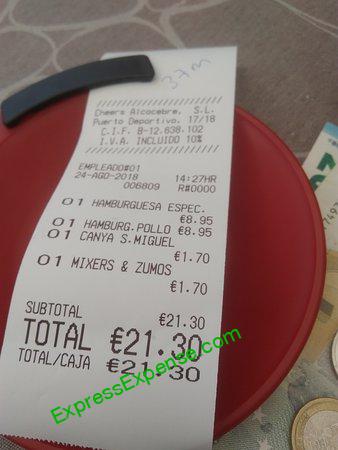 37m
Cheers Alcocebre, S.L.
Puerto Deportivo, 17/18
C.I.F. B-12.638.102
I.V.A. INCLUIDO 10%
EMPLEADO#01
24-AGO-2018 14:27HR
006809 R#0000
01 HAMBURGUESA ESPEC.
€8.95
01 HAMBURG.POLLO €8.95
01 CANYA S.MIGUEL
€1.70
01 MIXERS & ZUMOS
€1.70
SUBTOTAL €21.30
TOTAL €21.30
TOTAL/CAJA €21.30
ExpressExpense.com